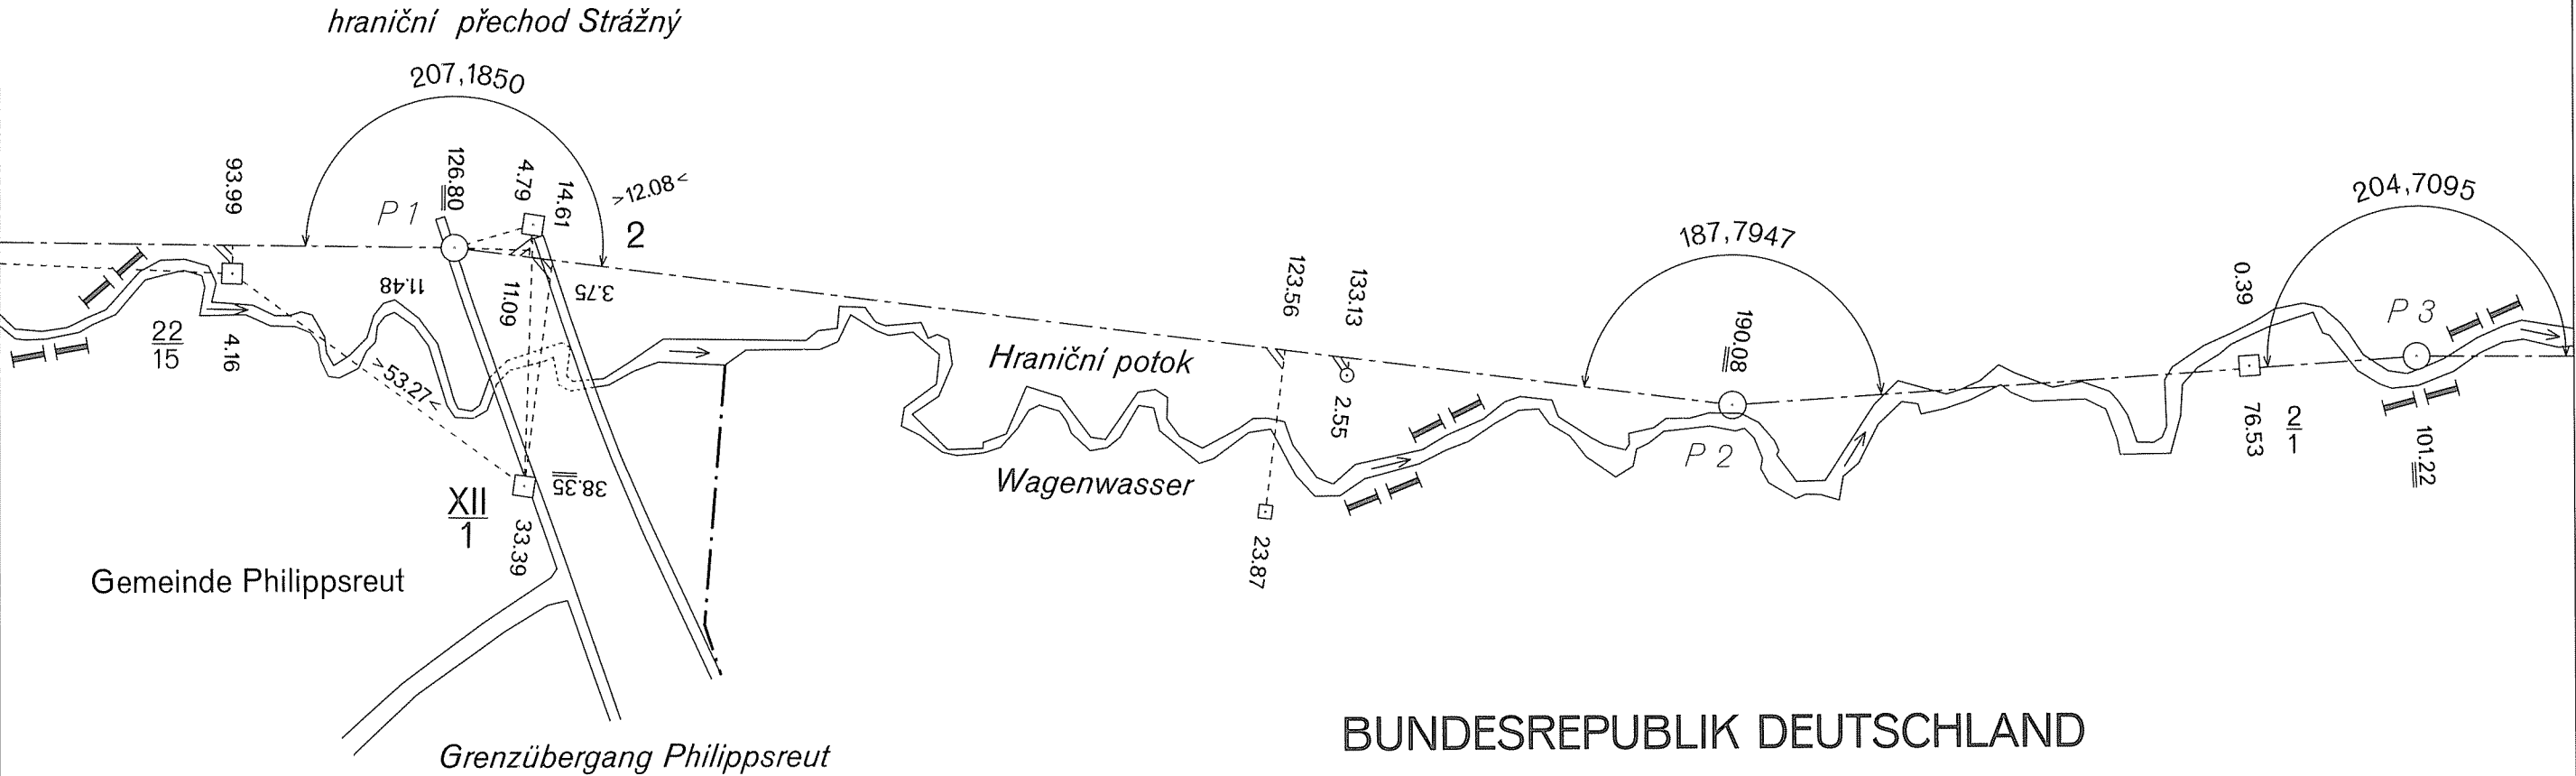 hraniční přechod Strážný
207,1850
93.99
126.80
P 1
4.79
14.61
>12.08<
2
187,7947
204,7095
123.56
133.13
0.39
P 3
11.48
11.09
3.75
190.08
22
15
4.16
Hraniční potok
>53.27<
2.55
76.53
2
1
101.22
P 2
Wagenwasser
38.35
XII
1
33.39
23.87
Gemeinde Philippsreut
BUNDESREPUBLIK DEUTSCHLAND
Grenzübergang Philippsreut